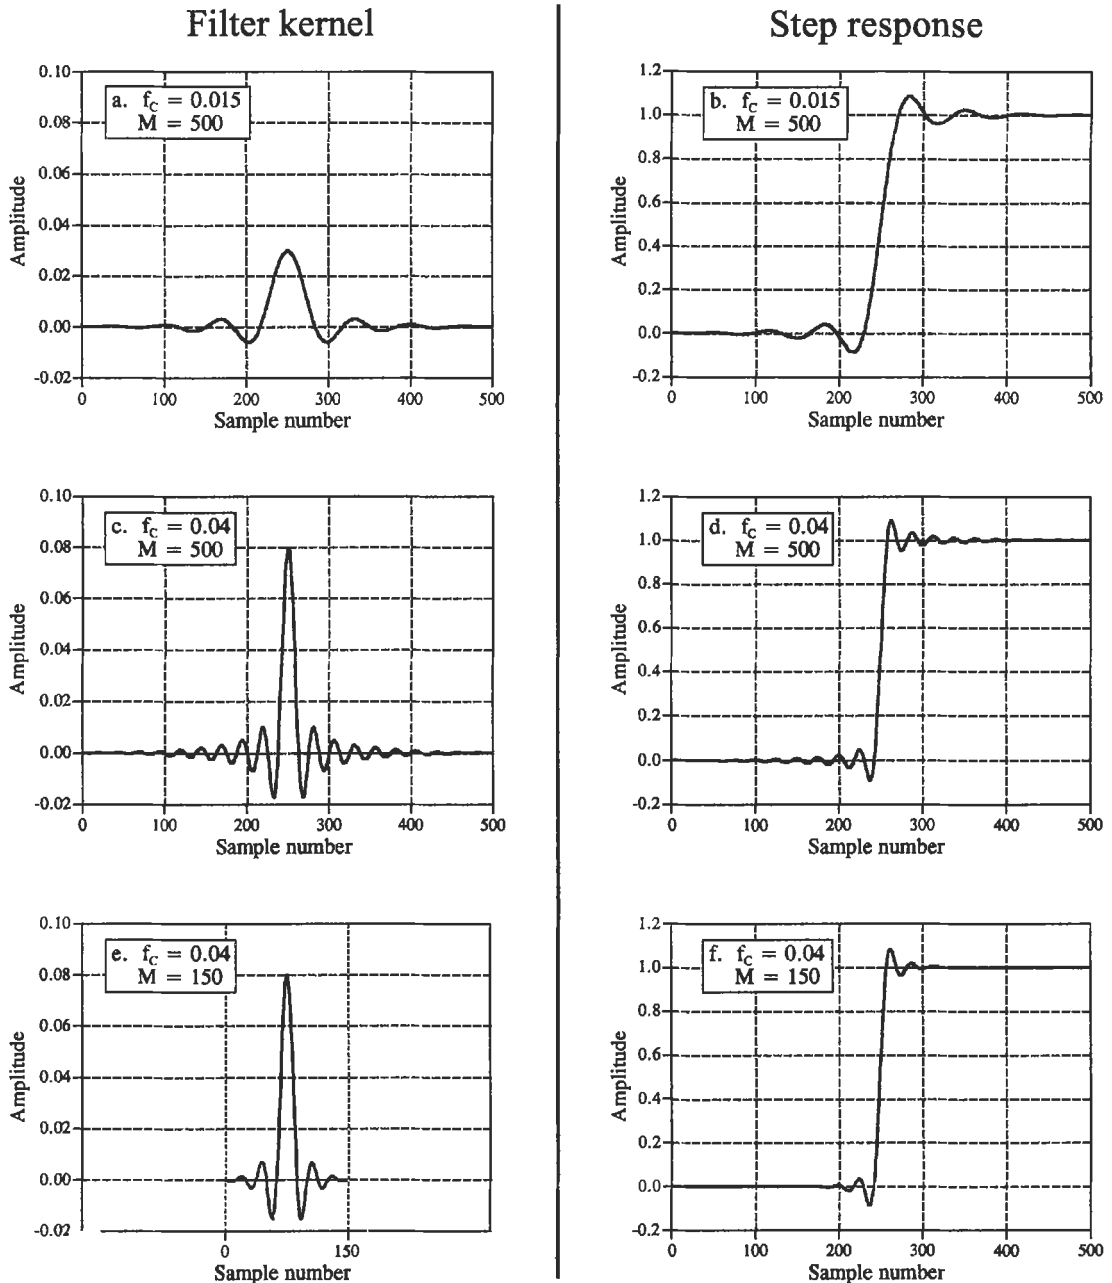 Filter kernel
Step response
0.10
0.08
0.06
0.04
0.02
0.00
-0.02
Amplitude
a. f_C = 0.015
M = 500
0 100 200 300 400 500
Sample number
1.2
1.0
0.8
0.6
0.4
0.2
0.0
-0.2
Amplitude
b. f_C = 0.015
M = 500
0 100 200 300 400 500
Sample number
0.10
0.08
0.06
0.04
0.02
0.00
-0.02
Amplitude
c. f_C = 0.04
M = 500
0 100 200 300 400 500
Sample number
1.2
1.0
0.8
0.6
0.4
0.2
0.0
-0.2
Amplitude
d. f_C = 0.04
M = 500
0 100 200 300 400 500
Sample number
0.10
0.08
0.06
0.04
0.02
0.00
-0.02
Amplitude
e. f_C = 0.04
M = 150
0 150
Sample number
1.2
1.0
0.8
0.6
0.4
0.2
0.0
-0.2
Amplitude
f. f_C = 0.04
M = 150
0 100 200 300 400 500
Sample number